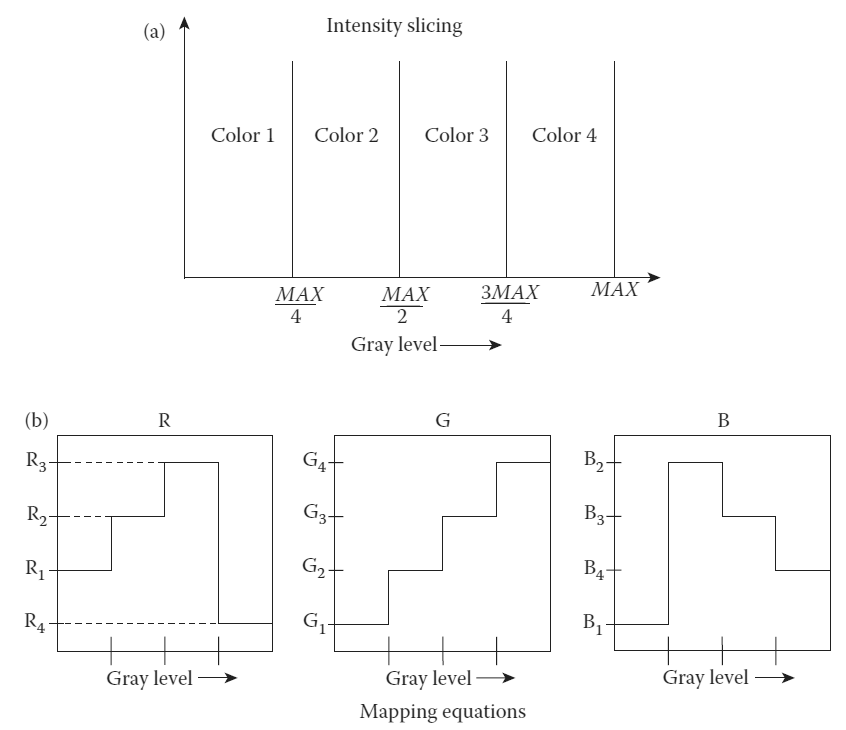 (a) Intensity slicing
Color 1 Color 2 Color 3 Color 4
MAX/4 MAX/2 3MAX/4 MAX
Gray level
(b) R G B
R₃ G₄ B₂
R₂ G₃ B₃
R₁ G₂ B₄
R₄ G₁ B₁
Gray level Gray level Gray level
Mapping equations